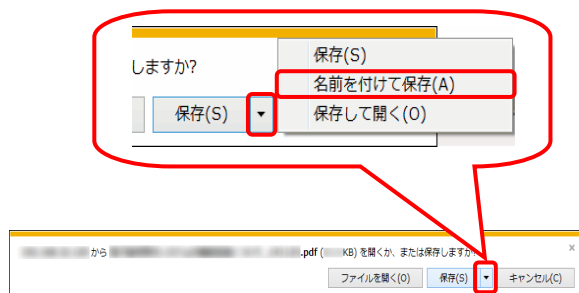 しますか?
保存(S)
保存(S)
名前を付けて保存(A)
保存して開く(O)
から .pdf ( KB) を開くか、または保存しますか?
×
ファイルを開く(O) 保存(S) キャンセル(C)